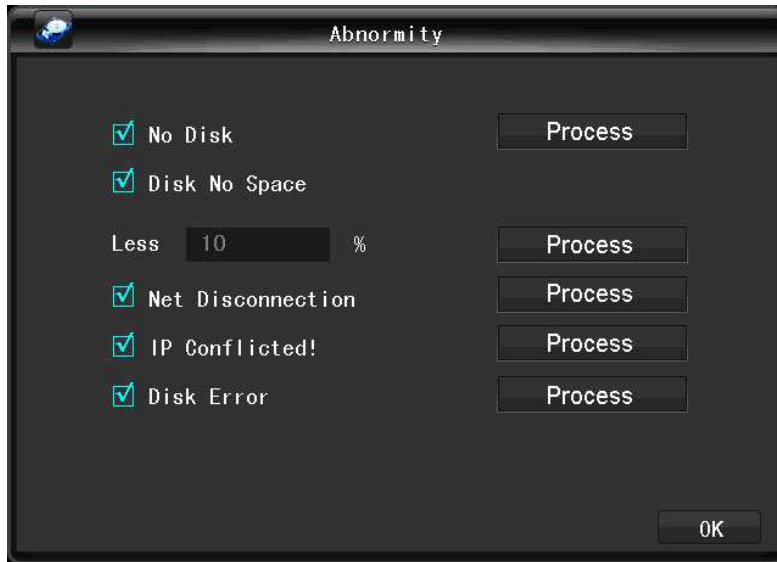 Abnormity
No Disk Process
Disk No Space
Less 10 % Process
Net Disconnection Process
IP Conflicted! Process
Disk Error Process
OK